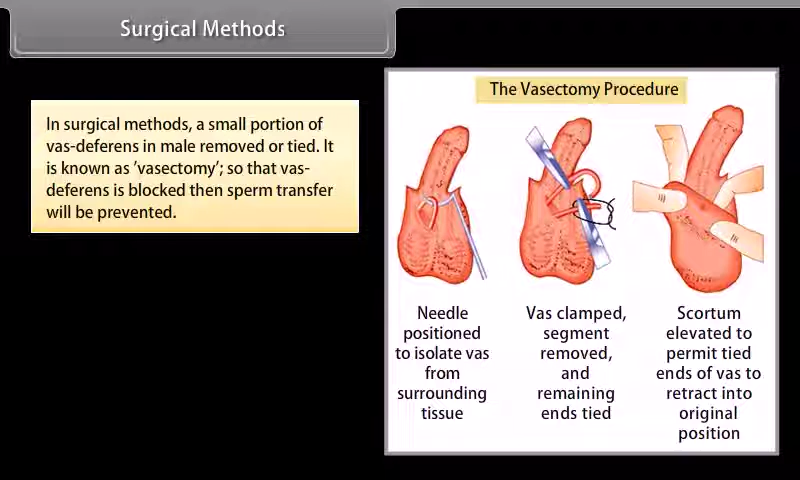 Surgical Methods
In surgical methods, a small portion of
vas-deferens in male removed or tied. It
is known as 'vasectomy'; so that vas-
deferens is blocked then sperm transfer
will be prevented.
The Vasectomy Procedure
Needle
positioned
to isolate vas
from
surrounding
tissue
Vas clamped,
segment
removed,
and
remaining
ends tied
Scortum
elevated to
permit tied
ends of vas to
retract into
original
position